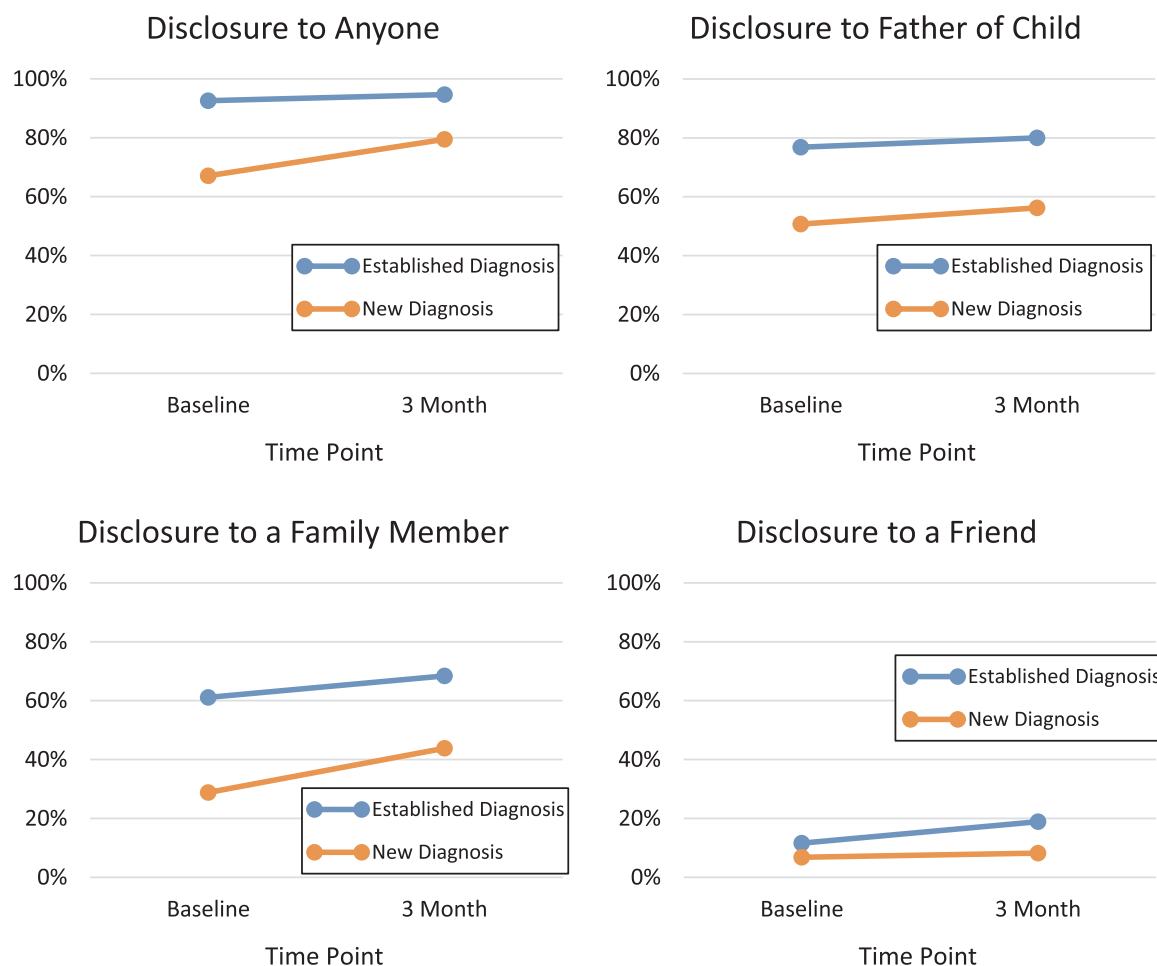 Disclosure to Anyone
100%
80%
60%
40%
20%
0%
Established Diagnosis
New Diagnosis
Baseline
3 Month
Time Point
Disclosure to Father of Child
100%
80%
60%
40%
20%
0%
Established Diagnosis
New Diagnosis
Baseline
3 Month
Time Point
Disclosure to a Family Member
100%
80%
60%
40%
20%
0%
Established Diagnosis
New Diagnosis
Baseline
3 Month
Time Point
Disclosure to a Friend
100%
80%
60%
40%
20%
0%
Established Diagnosis
New Diagnosis
Baseline
3 Month
Time Point